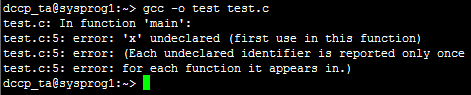 dccp_ta@sysprog1:~> gcc -o test test.c
test.c: In function 'main':
test.c:5: error: 'x' undeclared (first use in this function)
test.c:5: error: (Each undeclared identifier is reported only once
test.c:5: error: for each function it appears in.)
dccp_ta@sysprog1:~>